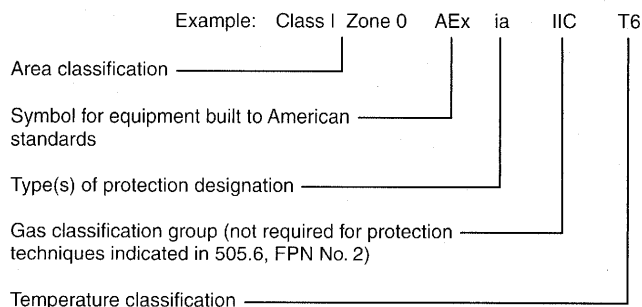 Example: Class I Zone 0 AEx ia IIC T6
Area classification
Symbol for equipment built to American
standards
Type(s) of protection designation
Gas classification group (not required for protection
techniques indicated in 505.6, FPN No. 2)
Temperature classification